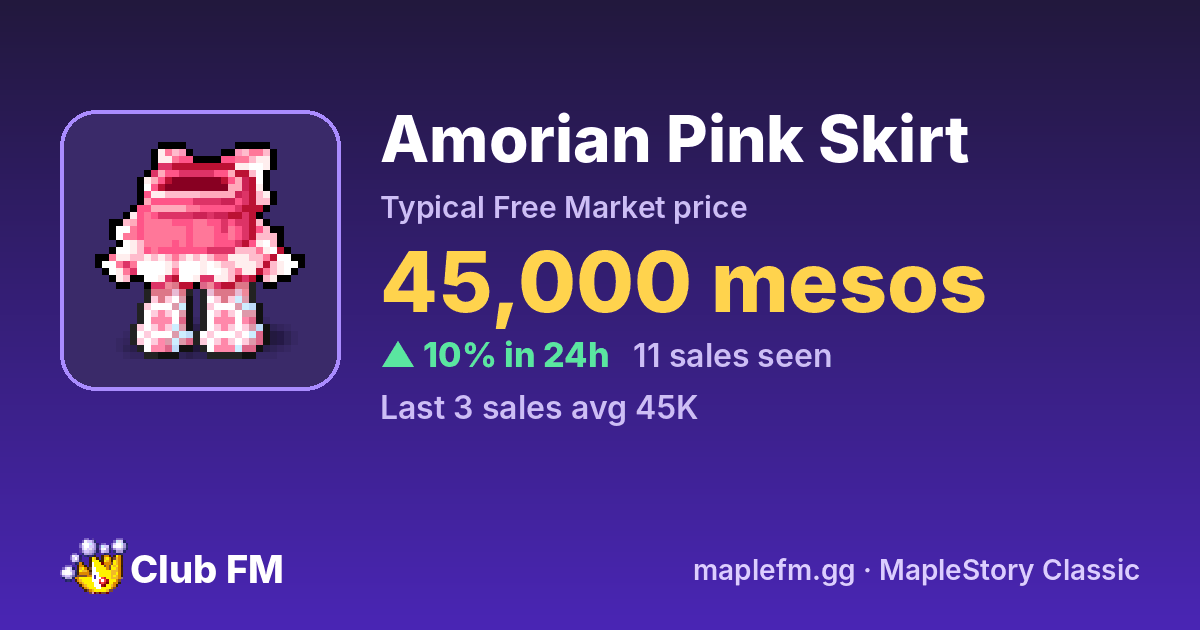 Amorian Pink Skirt
Typical Free Market price
45,000 mesos
▲ 10% in 24h 11 sales seen
Last 3 sales avg 45K
Club FM
maplefm.gg · MapleStory Classic